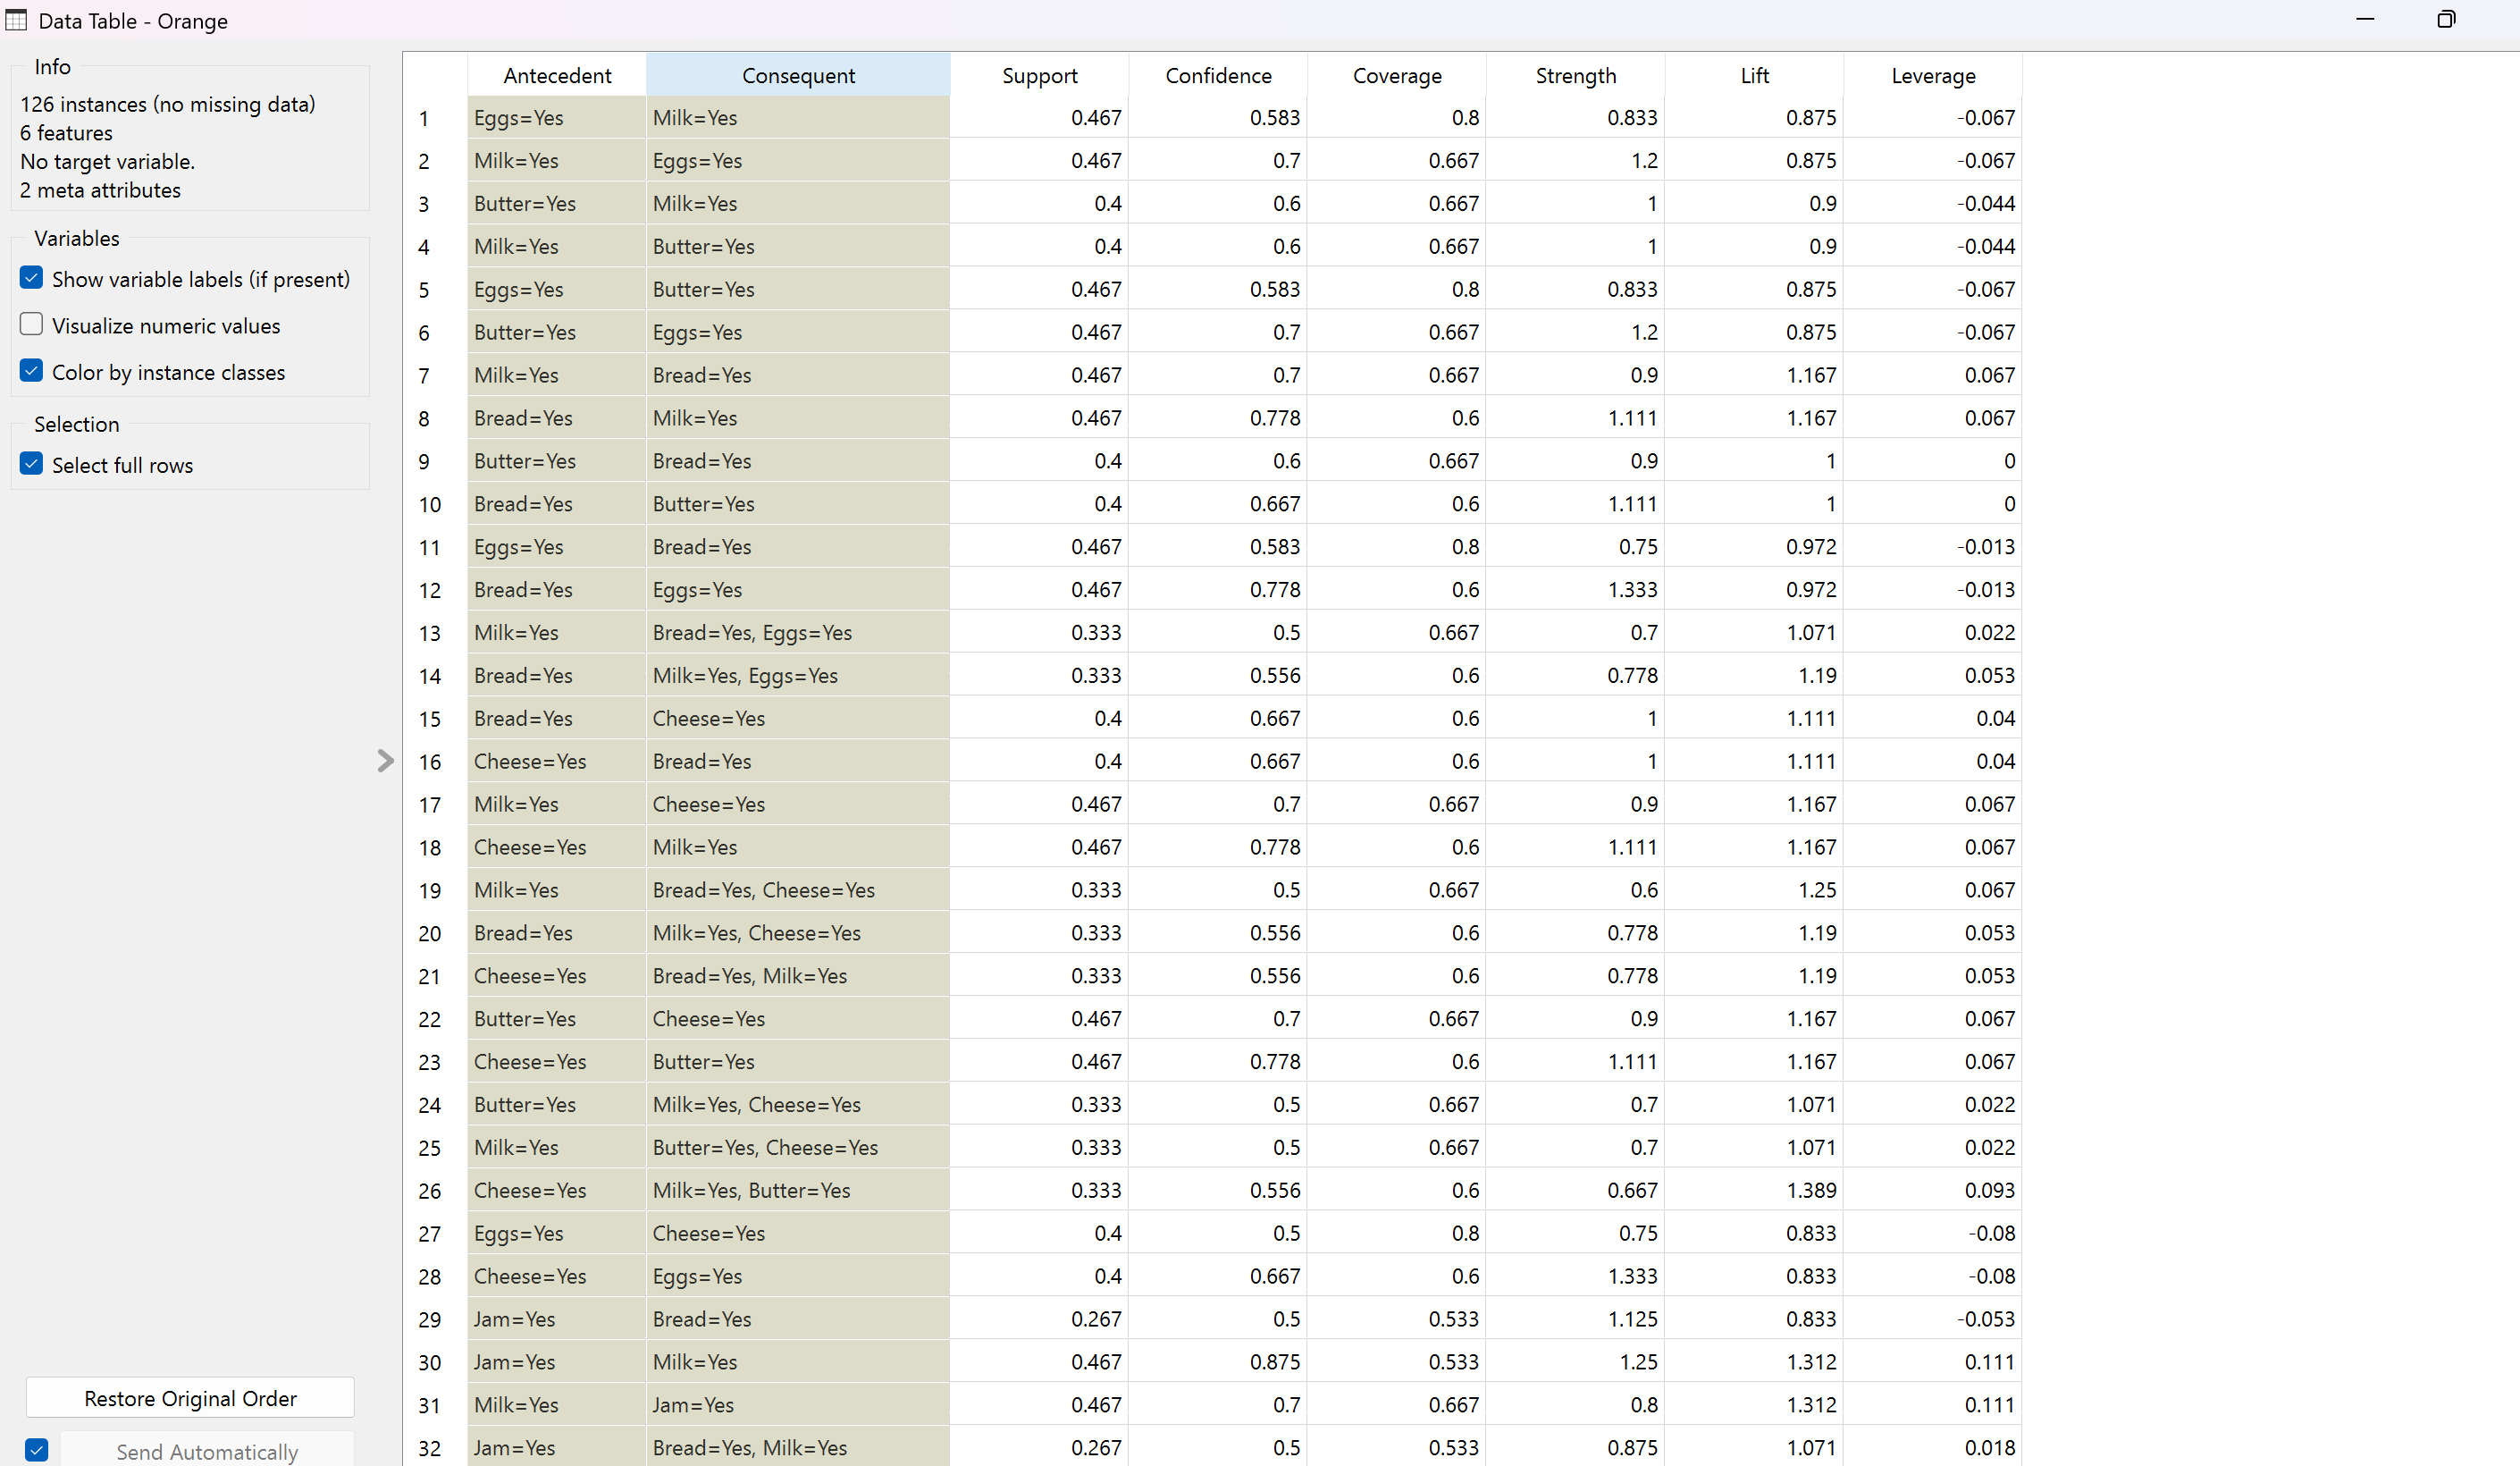 Data Table - Orange
Info
126 instances (no missing data)
6 features
No target variable.
2 meta attributes
Variables
Show variable labels (if present)
Visualize numeric values
Color by instance classes
Selection
Select full rows
Restore Original Order
Send Automatically
Antecedent Consequent Support Confidence Coverage Strength Lift Leverage
1 Eggs=Yes Milk=Yes 0.467 0.583 0.8 0.833 0.875 -0.067
2 Milk=Yes Eggs=Yes 0.467 0.7 0.667 1.2 0.875 -0.067
3 Butter=Yes Milk=Yes 0.4 0.6 0.667 1 0.9 -0.044
4 Milk=Yes Butter=Yes 0.4 0.6 0.667 1 0.9 -0.044
5 Eggs=Yes Butter=Yes 0.467 0.583 0.8 0.833 0.875 -0.067
6 Butter=Yes Eggs=Yes 0.467 0.7 0.667 1.2 0.875 -0.067
7 Milk=Yes Bread=Yes 0.467 0.7 0.667 0.9 1.167 0.067
8 Bread=Yes Milk=Yes 0.467 0.778 0.6 1.111 1.167 0.067
9 Butter=Yes Bread=Yes 0.4 0.6 0.667 0.9 1 0
10 Bread=Yes Butter=Yes 0.4 0.667 0.6 1.111 1 0
11 Eggs=Yes Bread=Yes 0.467 0.583 0.8 0.75 0.972 -0.013
12 Bread=Yes Eggs=Yes 0.467 0.778 0.6 1.333 0.972 -0.013
13 Milk=Yes Bread=Yes, Eggs=Yes 0.333 0.5 0.667 0.7 1.071 0.022
14 Bread=Yes Milk=Yes, Eggs=Yes 0.333 0.556 0.6 0.778 1.19 0.053
15 Bread=Yes Cheese=Yes 0.4 0.667 0.6 1 1.111 0.04
16 Cheese=Yes Bread=Yes 0.4 0.667 0.6 1 1.111 0.04
17 Milk=Yes Cheese=Yes 0.467 0.7 0.667 0.9 1.167 0.067
18 Cheese=Yes Milk=Yes 0.467 0.778 0.6 1.111 1.167 0.067
19 Milk=Yes Bread=Yes, Cheese=Yes 0.333 0.5 0.667 0.6 1.25 0.067
20 Bread=Yes Milk=Yes, Cheese=Yes 0.333 0.556 0.6 0.778 1.19 0.053
21 Cheese=Yes Bread=Yes, Milk=Yes 0.333 0.556 0.6 0.778 1.19 0.053
22 Butter=Yes Cheese=Yes 0.467 0.7 0.667 0.9 1.167 0.067
23 Cheese=Yes Butter=Yes 0.467 0.778 0.6 1.111 1.167 0.067
24 Butter=Yes Milk=Yes, Cheese=Yes 0.333 0.5 0.667 0.7 1.071 0.022
25 Milk=Yes Butter=Yes, Cheese=Yes 0.333 0.5 0.667 0.7 1.071 0.022
26 Cheese=Yes Milk=Yes, Butter=Yes 0.333 0.556 0.6 0.667 1.389 0.093
27 Eggs=Yes Cheese=Yes 0.4 0.5 0.8 0.75 0.833 -0.08
28 Cheese=Yes Eggs=Yes 0.4 0.667 0.6 1.333 0.833 -0.08
29 Jam=Yes Bread=Yes 0.267 0.5 0.533 1.125 0.833 -0.053
30 Jam=Yes Milk=Yes 0.467 0.875 0.533 1.25 1.312 0.111
31 Milk=Yes Jam=Yes 0.467 0.7 0.667 0.8 1.312 0.111
32 Jam=Yes Bread=Yes, Milk=Yes 0.267 0.5 0.533 0.875 1.071 0.018